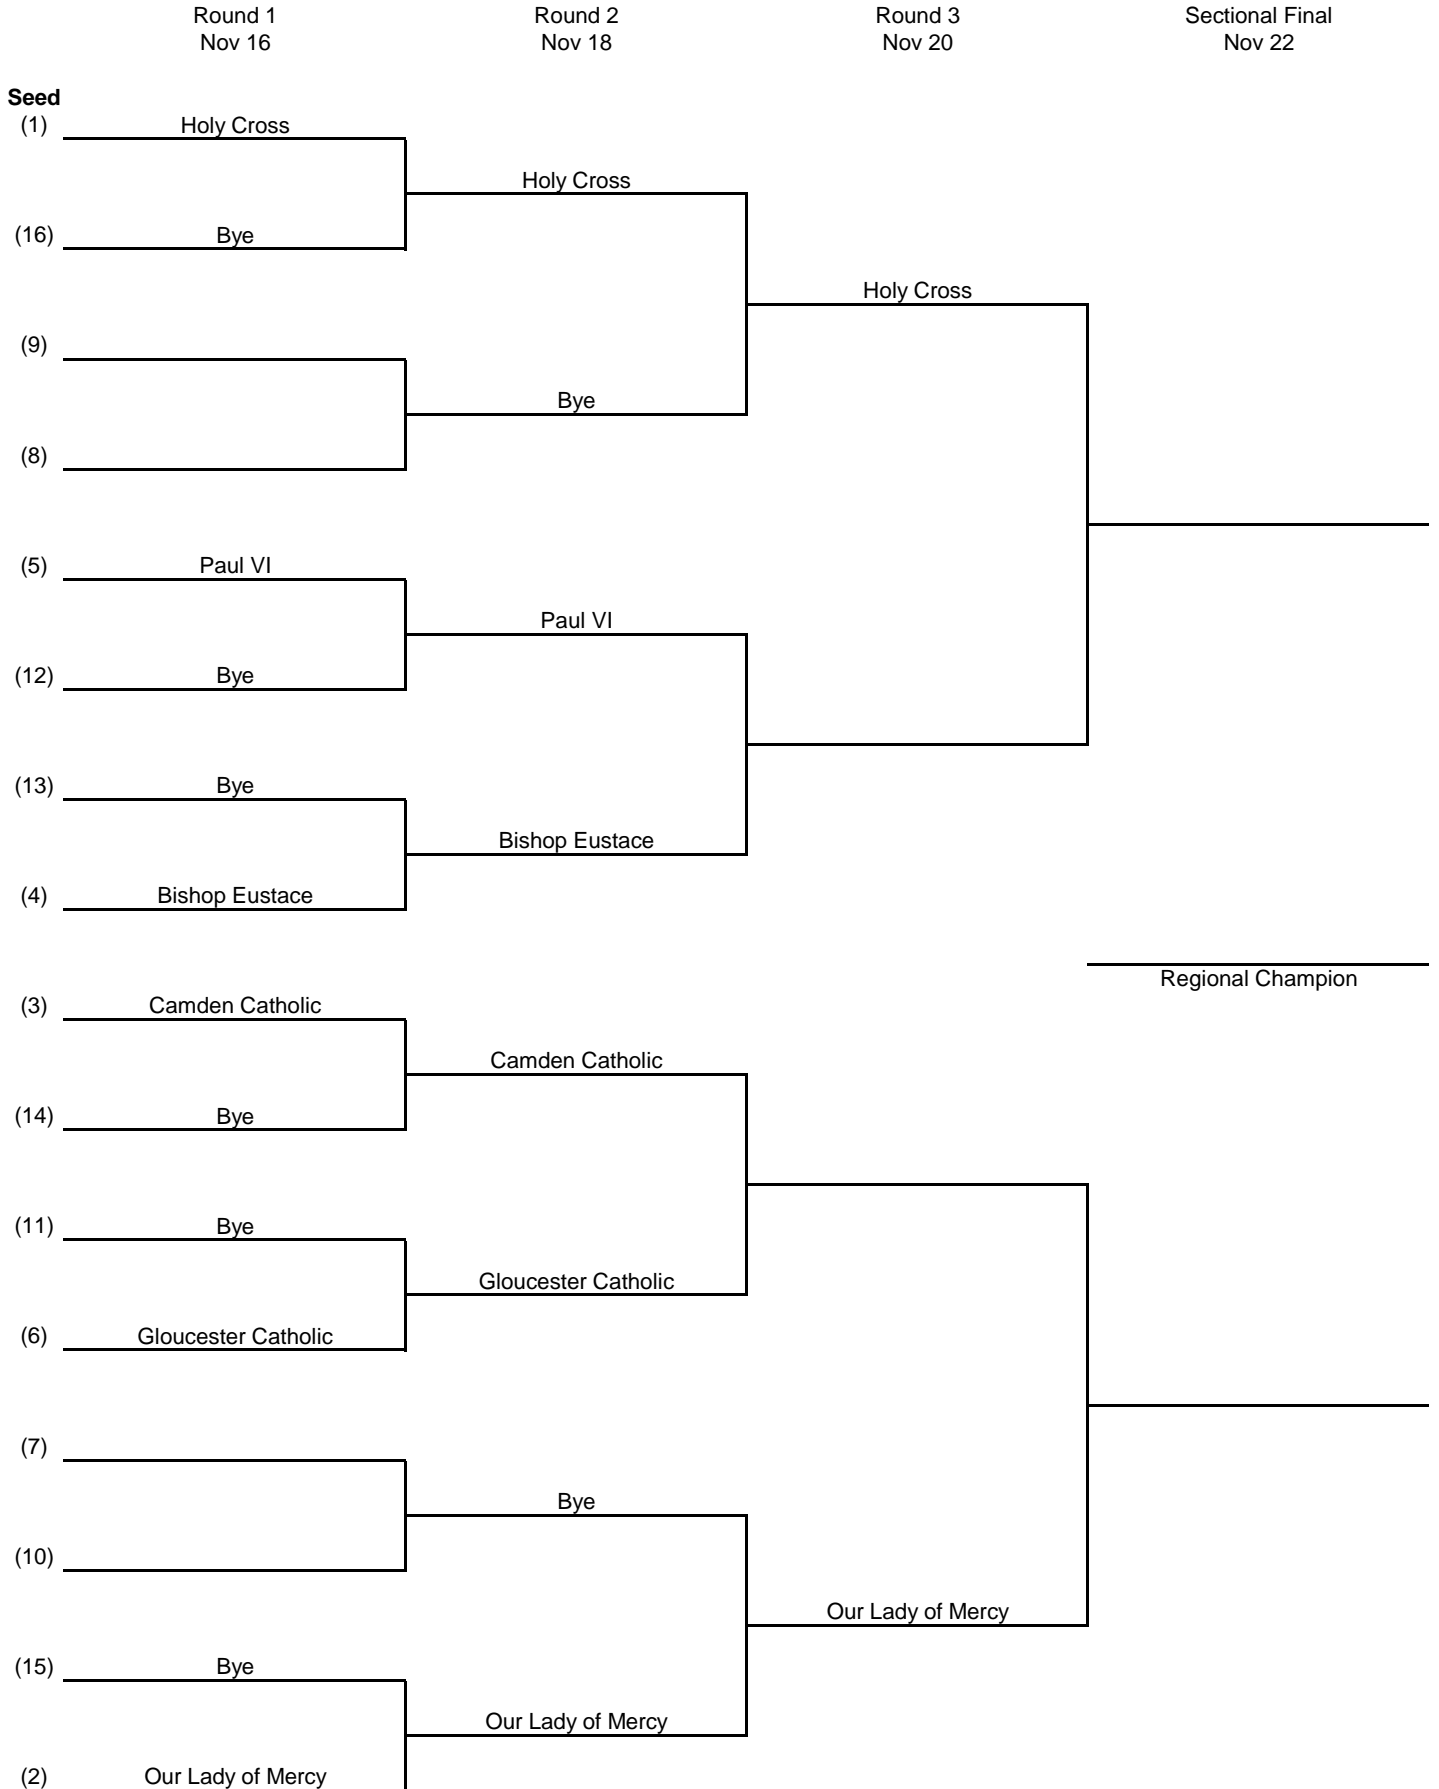 Round 1 Round 2 Round 3 Sectional Final
Nov 16 Nov 18 Nov 20 Nov 22
Seed
(1) Holy Cross
Holy Cross
(16) Bye
Holy Cross
(9)
Bye
(8)
(5) Paul VI
Paul VI
(12) Bye
(13) Bye
Bishop Eustace
(4) Bishop Eustace
Regional Champion
(3) Camden Catholic
Camden Catholic
(14) Bye
(11) Bye
Gloucester Catholic
(6) Gloucester Catholic
(7)
Bye
(10)
Our Lady of Mercy
(15) Bye
Our Lady of Mercy
(2) Our Lady of Mercy